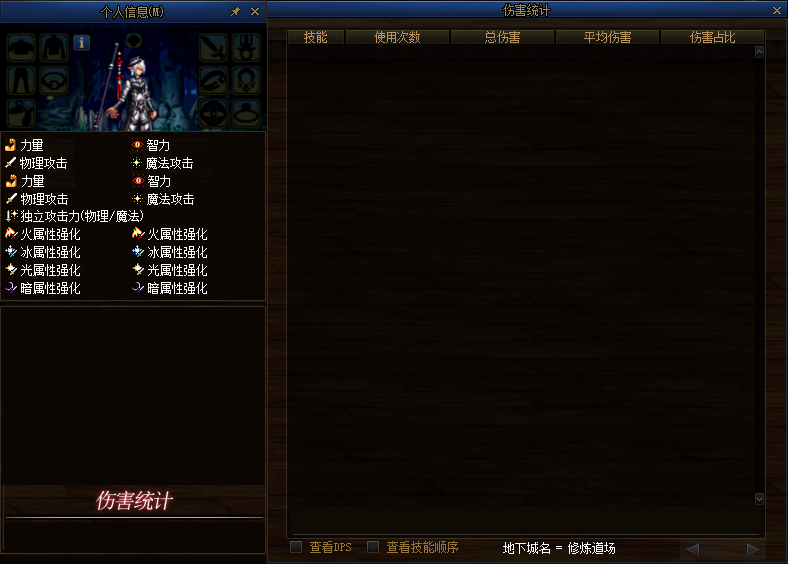 个人信息(M)
伤害统计
技能 使用次数 总伤害 平均伤害 伤害占比
力量 智力
物理攻击 魔法攻击
力量 智力
物理攻击 魔法攻击
独立攻击力(物理/魔法)
火属性强化 火属性强化
冰属性强化 冰属性强化
光属性强化 光属性强化
暗属性强化 暗属性强化
伤害统计
查看DPS 查看技能顺序 地下城名 = 修炼道场